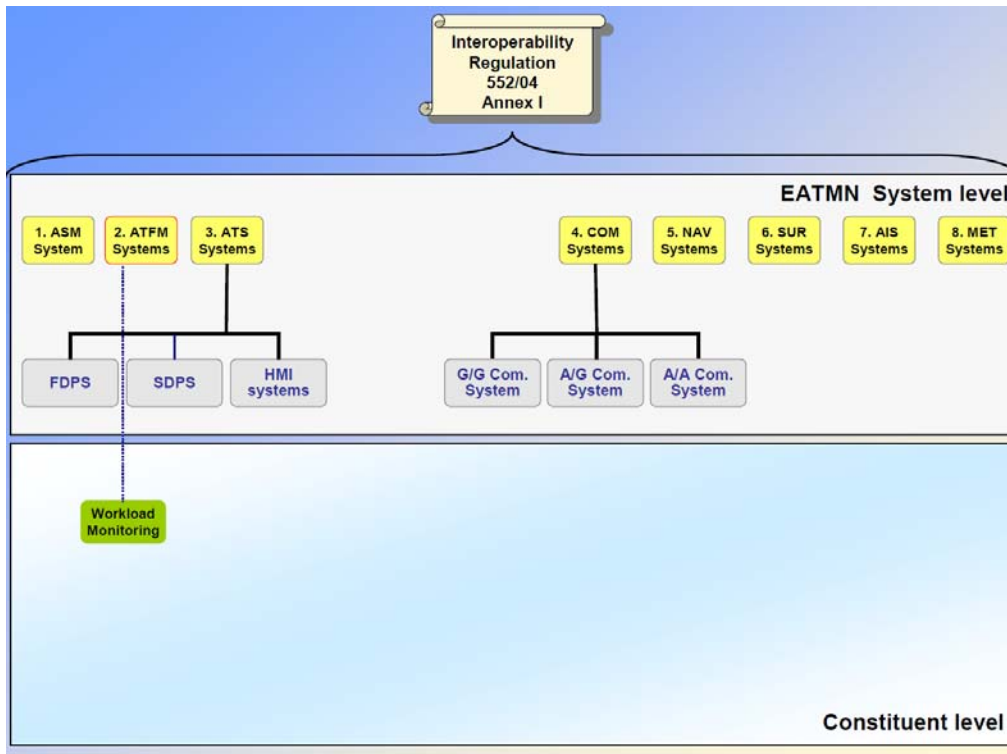 Interoperability
Regulation
552/04
Annex I
EATMN System level
1. ASM
System
2. ATFM
Systems
3. ATS
Systems
4. COM
Systems
5. NAV
Systems
6. SUR
Systems
7. AIS
Systems
8. MET
Systems
FDPS
SDPS
HMI
systems
G/G Com.
System
A/G Com.
System
A/A Com.
System
Workload
Monitoring
Constituent level